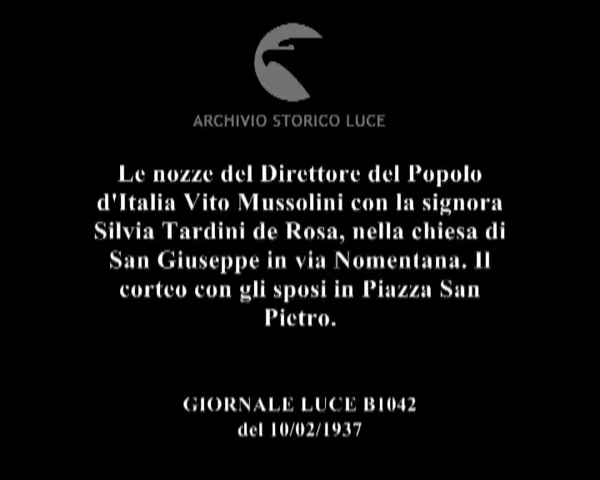 ARCHIVIO STORICO LUCE
Le nozze del Direttore del Popolo
d'Italia Vito Mussolini con la signora
Silvia Tardini de Rosa, nella chiesa di
San Giuseppe in via Nomentana. Il
corteo con gli sposi in Piazza San
Pietro.
GIORNALE LUCE B1042
del 10/02/1937